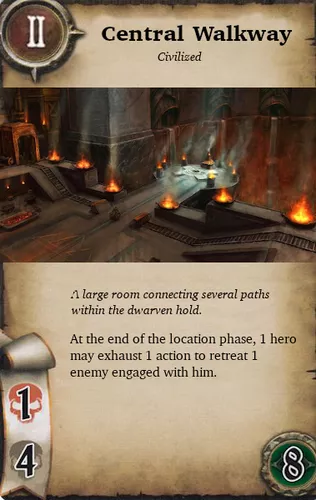 II
Central Walkway
Civilized
A large room connecting several paths
within the dwarven hold.
At the end of the location phase, 1 hero
may exhaust 1 action to retreat 1
enemy engaged with him.
1
4
8